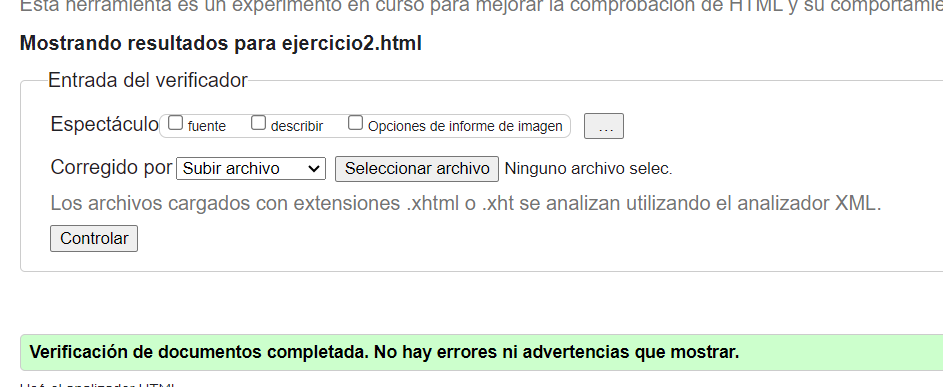 Esta herramienta es un experimento en curso para mejorar la comprobación de HTML y su comportamie
Mostrando resultados para ejercicio2.html
Entrada del verificador
Espectáculo fuente describir Opciones de informe de imagen ...
Corregido por Subir archivo Seleccionar archivo Ninguno archivo selec.
Los archivos cargados con extensiones .xhtml o .xht se analizan utilizando el analizador XML.
Controlar
Verificación de documentos completada. No hay errores ni advertencias que mostrar.
el analizador HTML